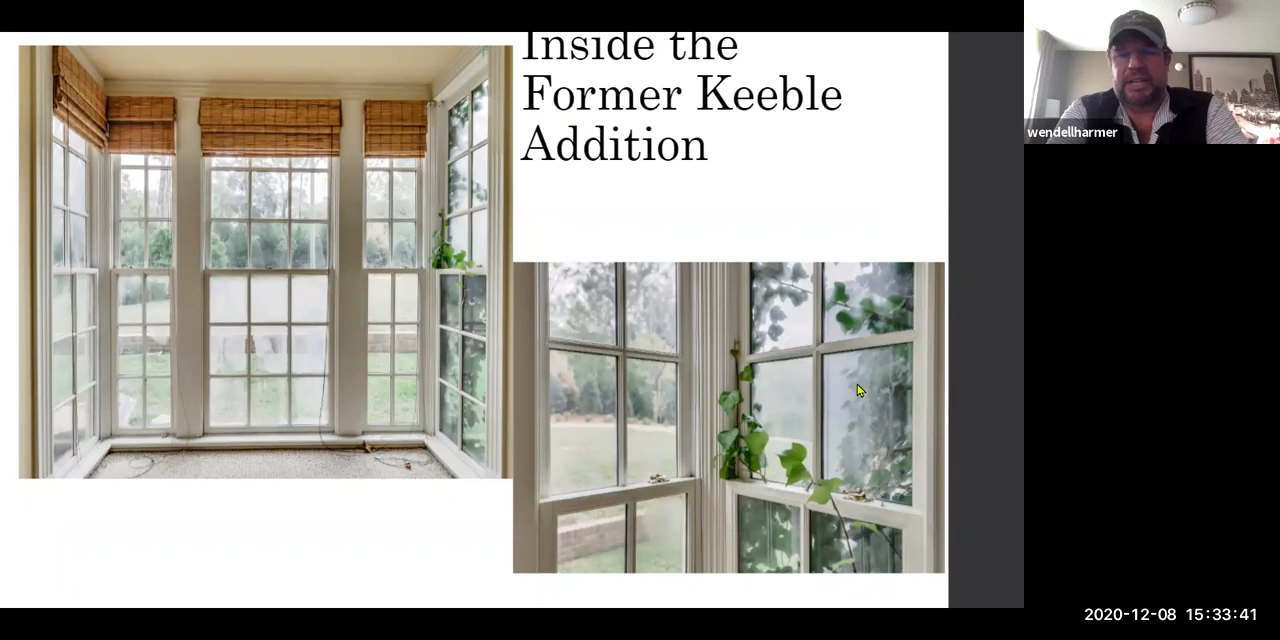 Inside the
Former Keeble
Addition
wendellharmer
2020-12-08 15:33:41